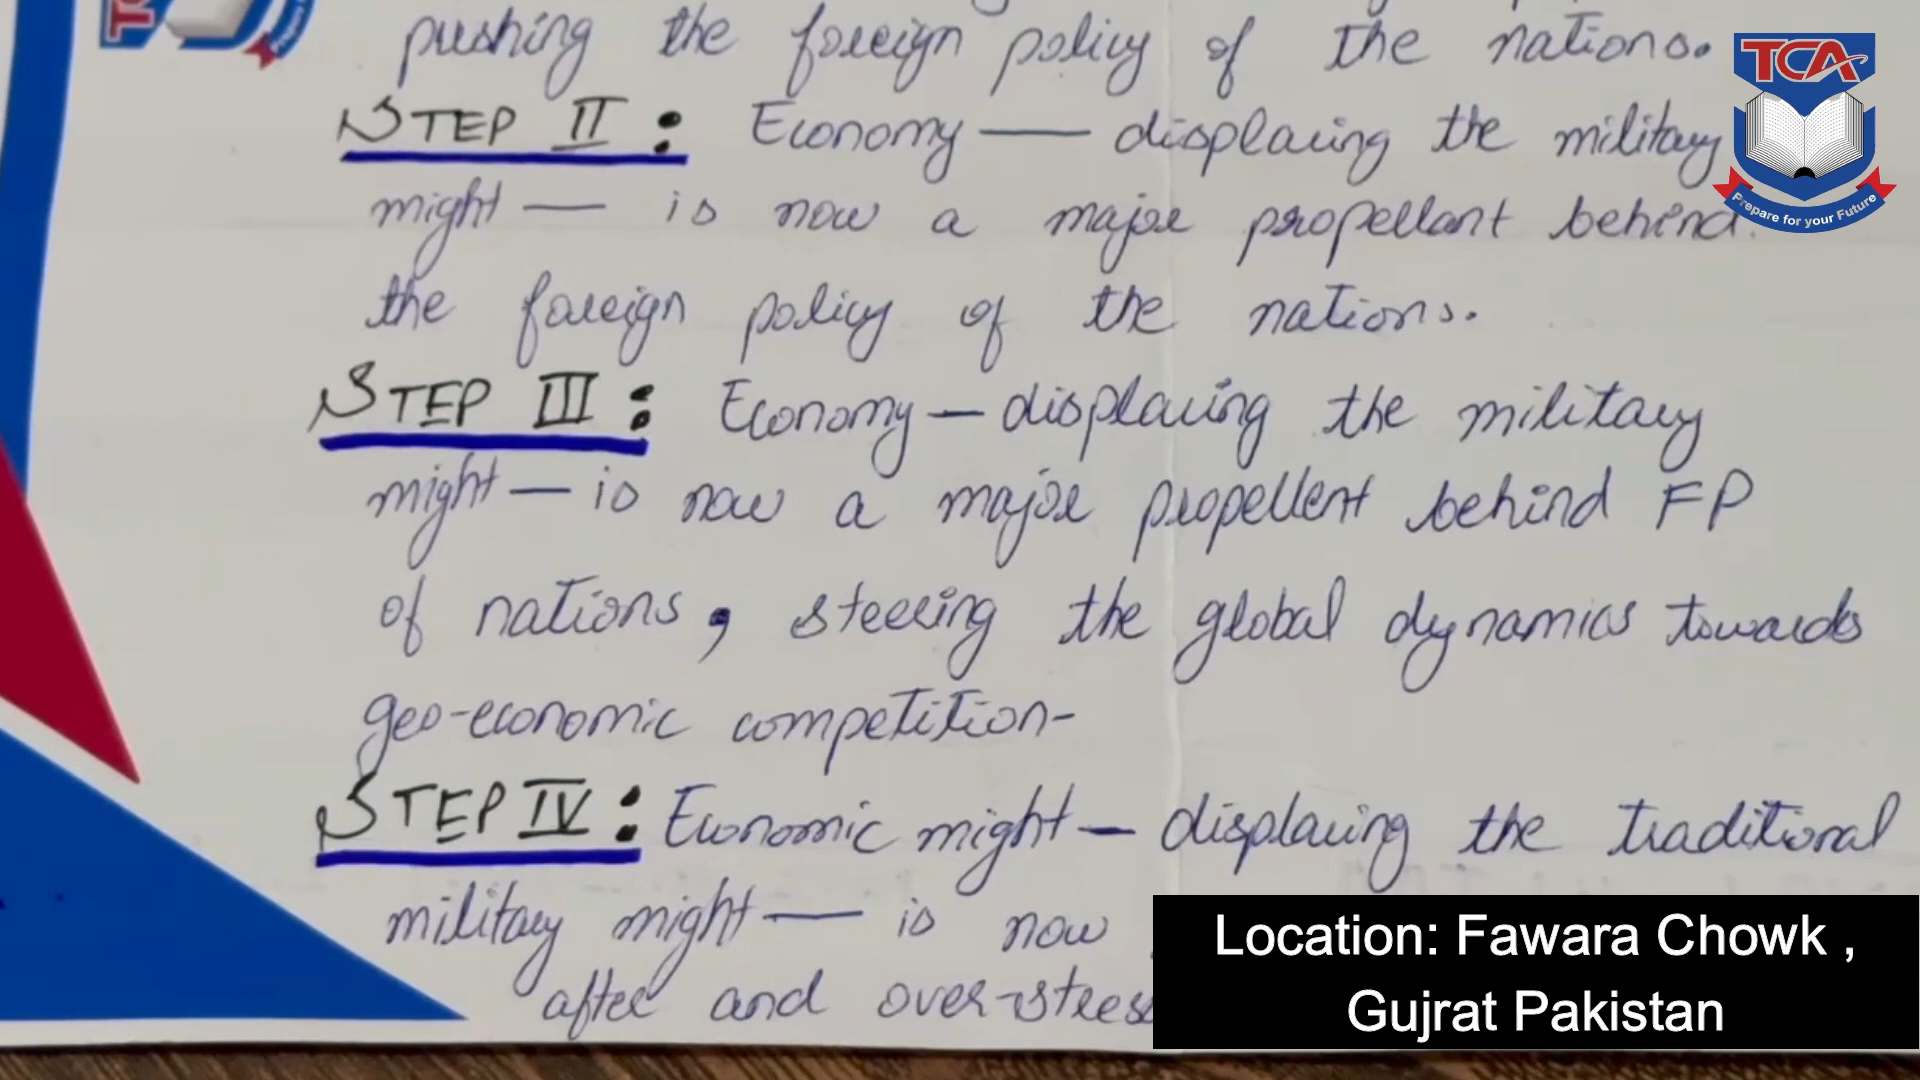 pushing the foreign policy of the nations.
STEP II : Economy — displacing the military
might — is now a major propellant behind
the foreign policy of the nations.
STEP III : Economy — displacing the military
might — is now a major propellent behind FP
of nations, steering the global dynamics towards
geo-economic competition-
STEP IV : Economic might — displacing the traditional
military might — is now
after and over-stress
TCA
Prepare for your Future
Location: Fawara Chowk ,
Gujrat Pakistan